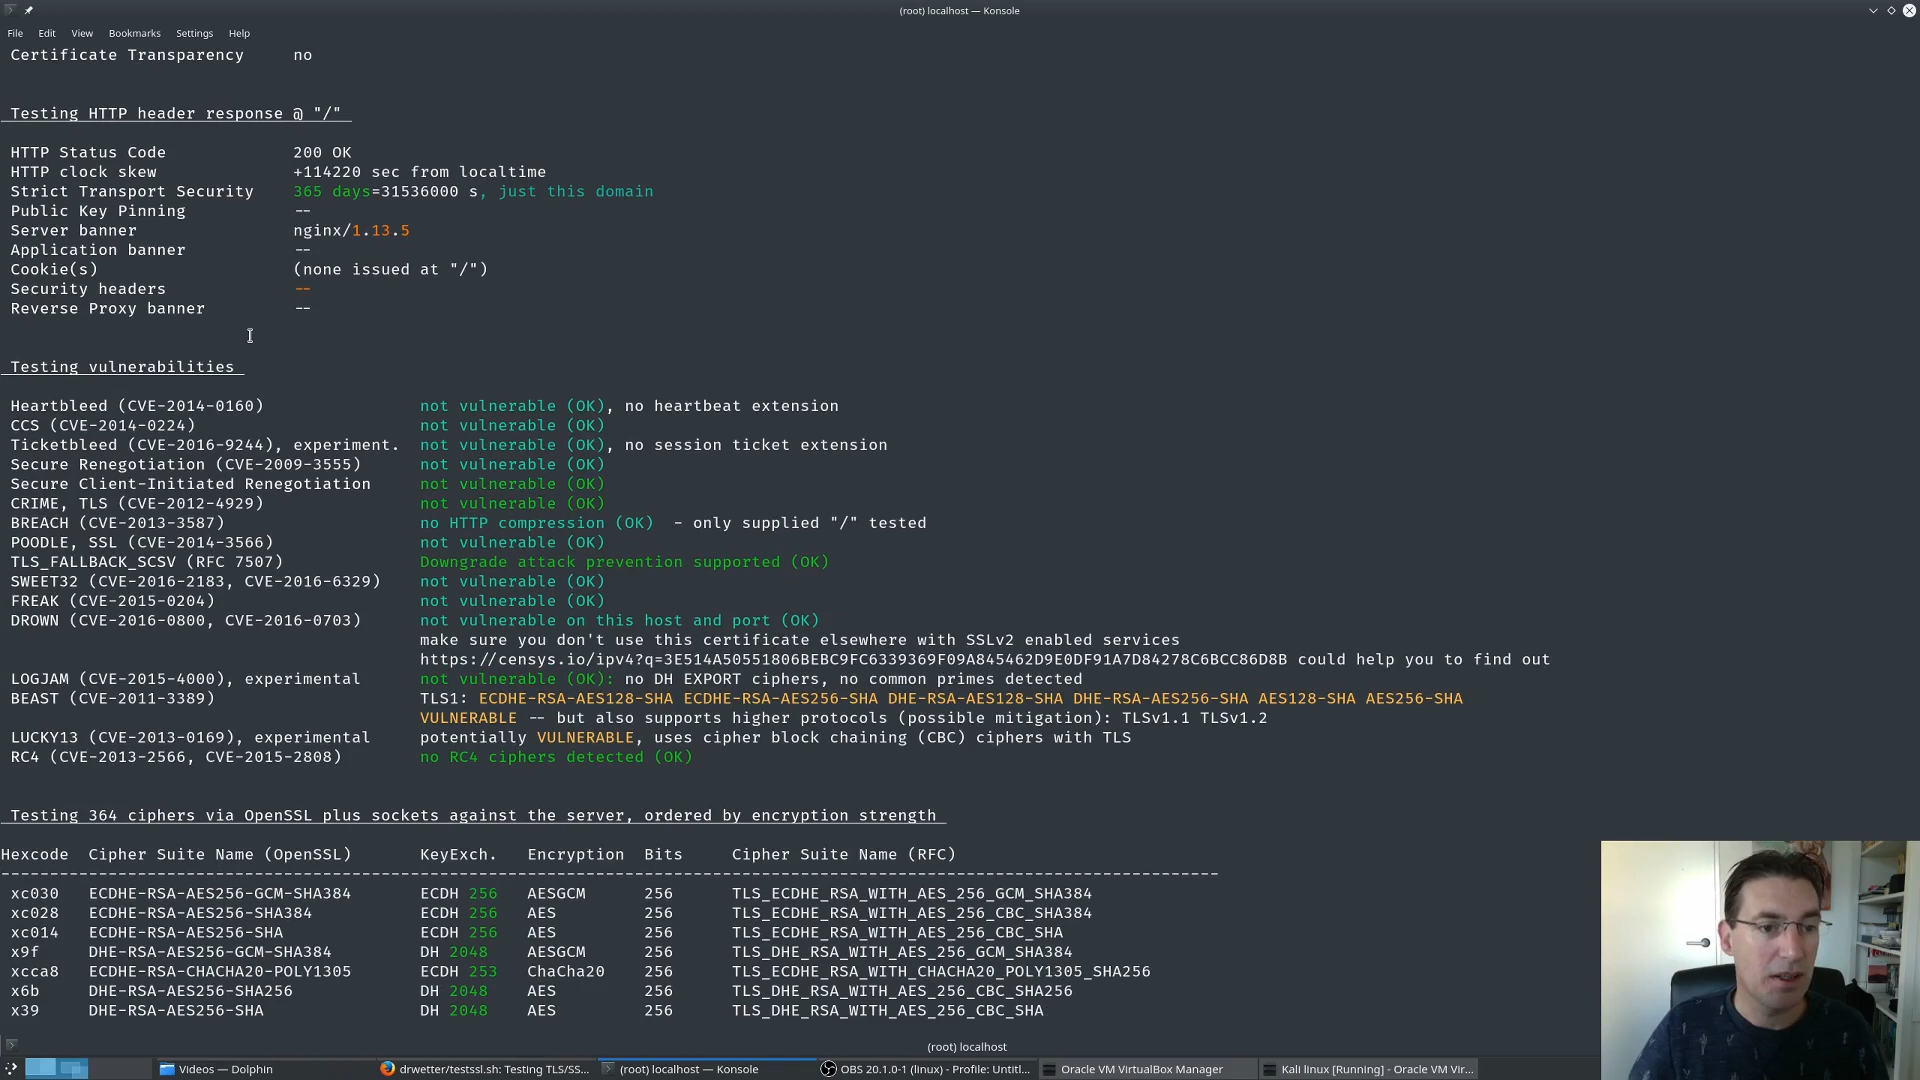 (root) localhost — Konsole
File Edit View Bookmarks Settings Help
Certificate Transparency no
Testing HTTP header response @ "/"
HTTP Status Code 200 OK
HTTP clock skew +114220 sec from localtime
Strict Transport Security 365 days=31536000 s, just this domain
Public Key Pinning --
Server banner nginx/1.13.5
Application banner --
Cookie(s) (none issued at "/")
Security headers --
Reverse Proxy banner --
Testing vulnerabilities
Heartbleed (CVE-2014-0160) not vulnerable (OK), no heartbeat extension
CCS (CVE-2014-0224) not vulnerable (OK)
Ticketbleed (CVE-2016-9244), experiment. not vulnerable (OK), no session ticket extension
Secure Renegotiation (CVE-2009-3555) not vulnerable (OK)
Secure Client-Initiated Renegotiation not vulnerable (OK)
CRIME, TLS (CVE-2012-4929) not vulnerable (OK)
BREACH (CVE-2013-3587) no HTTP compression (OK) - only supplied "/" tested
POODLE, SSL (CVE-2014-3566) not vulnerable (OK)
TLS_FALLBACK_SCSV (RFC 7507) Downgrade attack prevention supported (OK)
SWEET32 (CVE-2016-2183, CVE-2016-6329) not vulnerable (OK)
FREAK (CVE-2015-0204) not vulnerable (OK)
DROWN (CVE-2016-0800, CVE-2016-0703) not vulnerable on this host and port (OK)
make sure you don't use this certificate elsewhere with SSLv2 enabled services
https://censys.io/ipv4?q=3E514A50551806BEBC9FC6339369F09A845462D9E0DF91A7D84278C6BCC86D8B could help you to find out
LOGJAM (CVE-2015-4000), experimental not vulnerable (OK): no DH EXPORT ciphers, no common primes detected
BEAST (CVE-2011-3389) TLS1: ECDHE-RSA-AES128-SHA ECDHE-RSA-AES256-SHA DHE-RSA-AES128-SHA DHE-RSA-AES256-SHA AES128-SHA AES256-SHA
VULNERABLE -- but also supports higher protocols (possible mitigation): TLSv1.1 TLSv1.2
LUCKY13 (CVE-2013-0169), experimental potentially VULNERABLE, uses cipher block chaining (CBC) ciphers with TLS
RC4 (CVE-2013-2566, CVE-2015-2808) no RC4 ciphers detected (OK)
Testing 364 ciphers via OpenSSL plus sockets against the server, ordered by encryption strength
Hexcode Cipher Suite Name (OpenSSL) KeyExch. Encryption Bits Cipher Suite Name (RFC)
xc030 ECDHE-RSA-AES256-GCM-SHA384 ECDH 256 AESGCM 256 TLS_ECDHE_RSA_WITH_AES_256_GCM_SHA384
xc028 ECDHE-RSA-AES256-SHA384 ECDH 256 AES 256 TLS_ECDHE_RSA_WITH_AES_256_CBC_SHA384
xc014 ECDHE-RSA-AES256-SHA ECDH 256 AES 256 TLS_ECDHE_RSA_WITH_AES_256_CBC_SHA
x9f DHE-RSA-AES256-GCM-SHA384 DH 2048 AESGCM 256 TLS_DHE_RSA_WITH_AES_256_GCM_SHA384
xcca8 ECDHE-RSA-CHACHA20-POLY1305 ECDH 253 ChaCha20 256 TLS_ECDHE_RSA_WITH_CHACHA20_POLY1305_SHA256
x6b DHE-RSA-AES256-SHA256 DH 2048 AES 256 TLS_DHE_RSA_WITH_AES_256_CBC_SHA256
x39 DHE-RSA-AES256-SHA DH 2048 AES 256 TLS_DHE_RSA_WITH_AES_256_CBC_SHA
(root) localhost
Videos — Dolphin drwetter/testssl.sh: Testing TLS/SS... (root) localhost — Konsole OBS 20.1.0-1 (linux) - Profile: Untitl... Oracle VM VirtualBox Manager Kali linux [Running] - Oracle VM Vir...